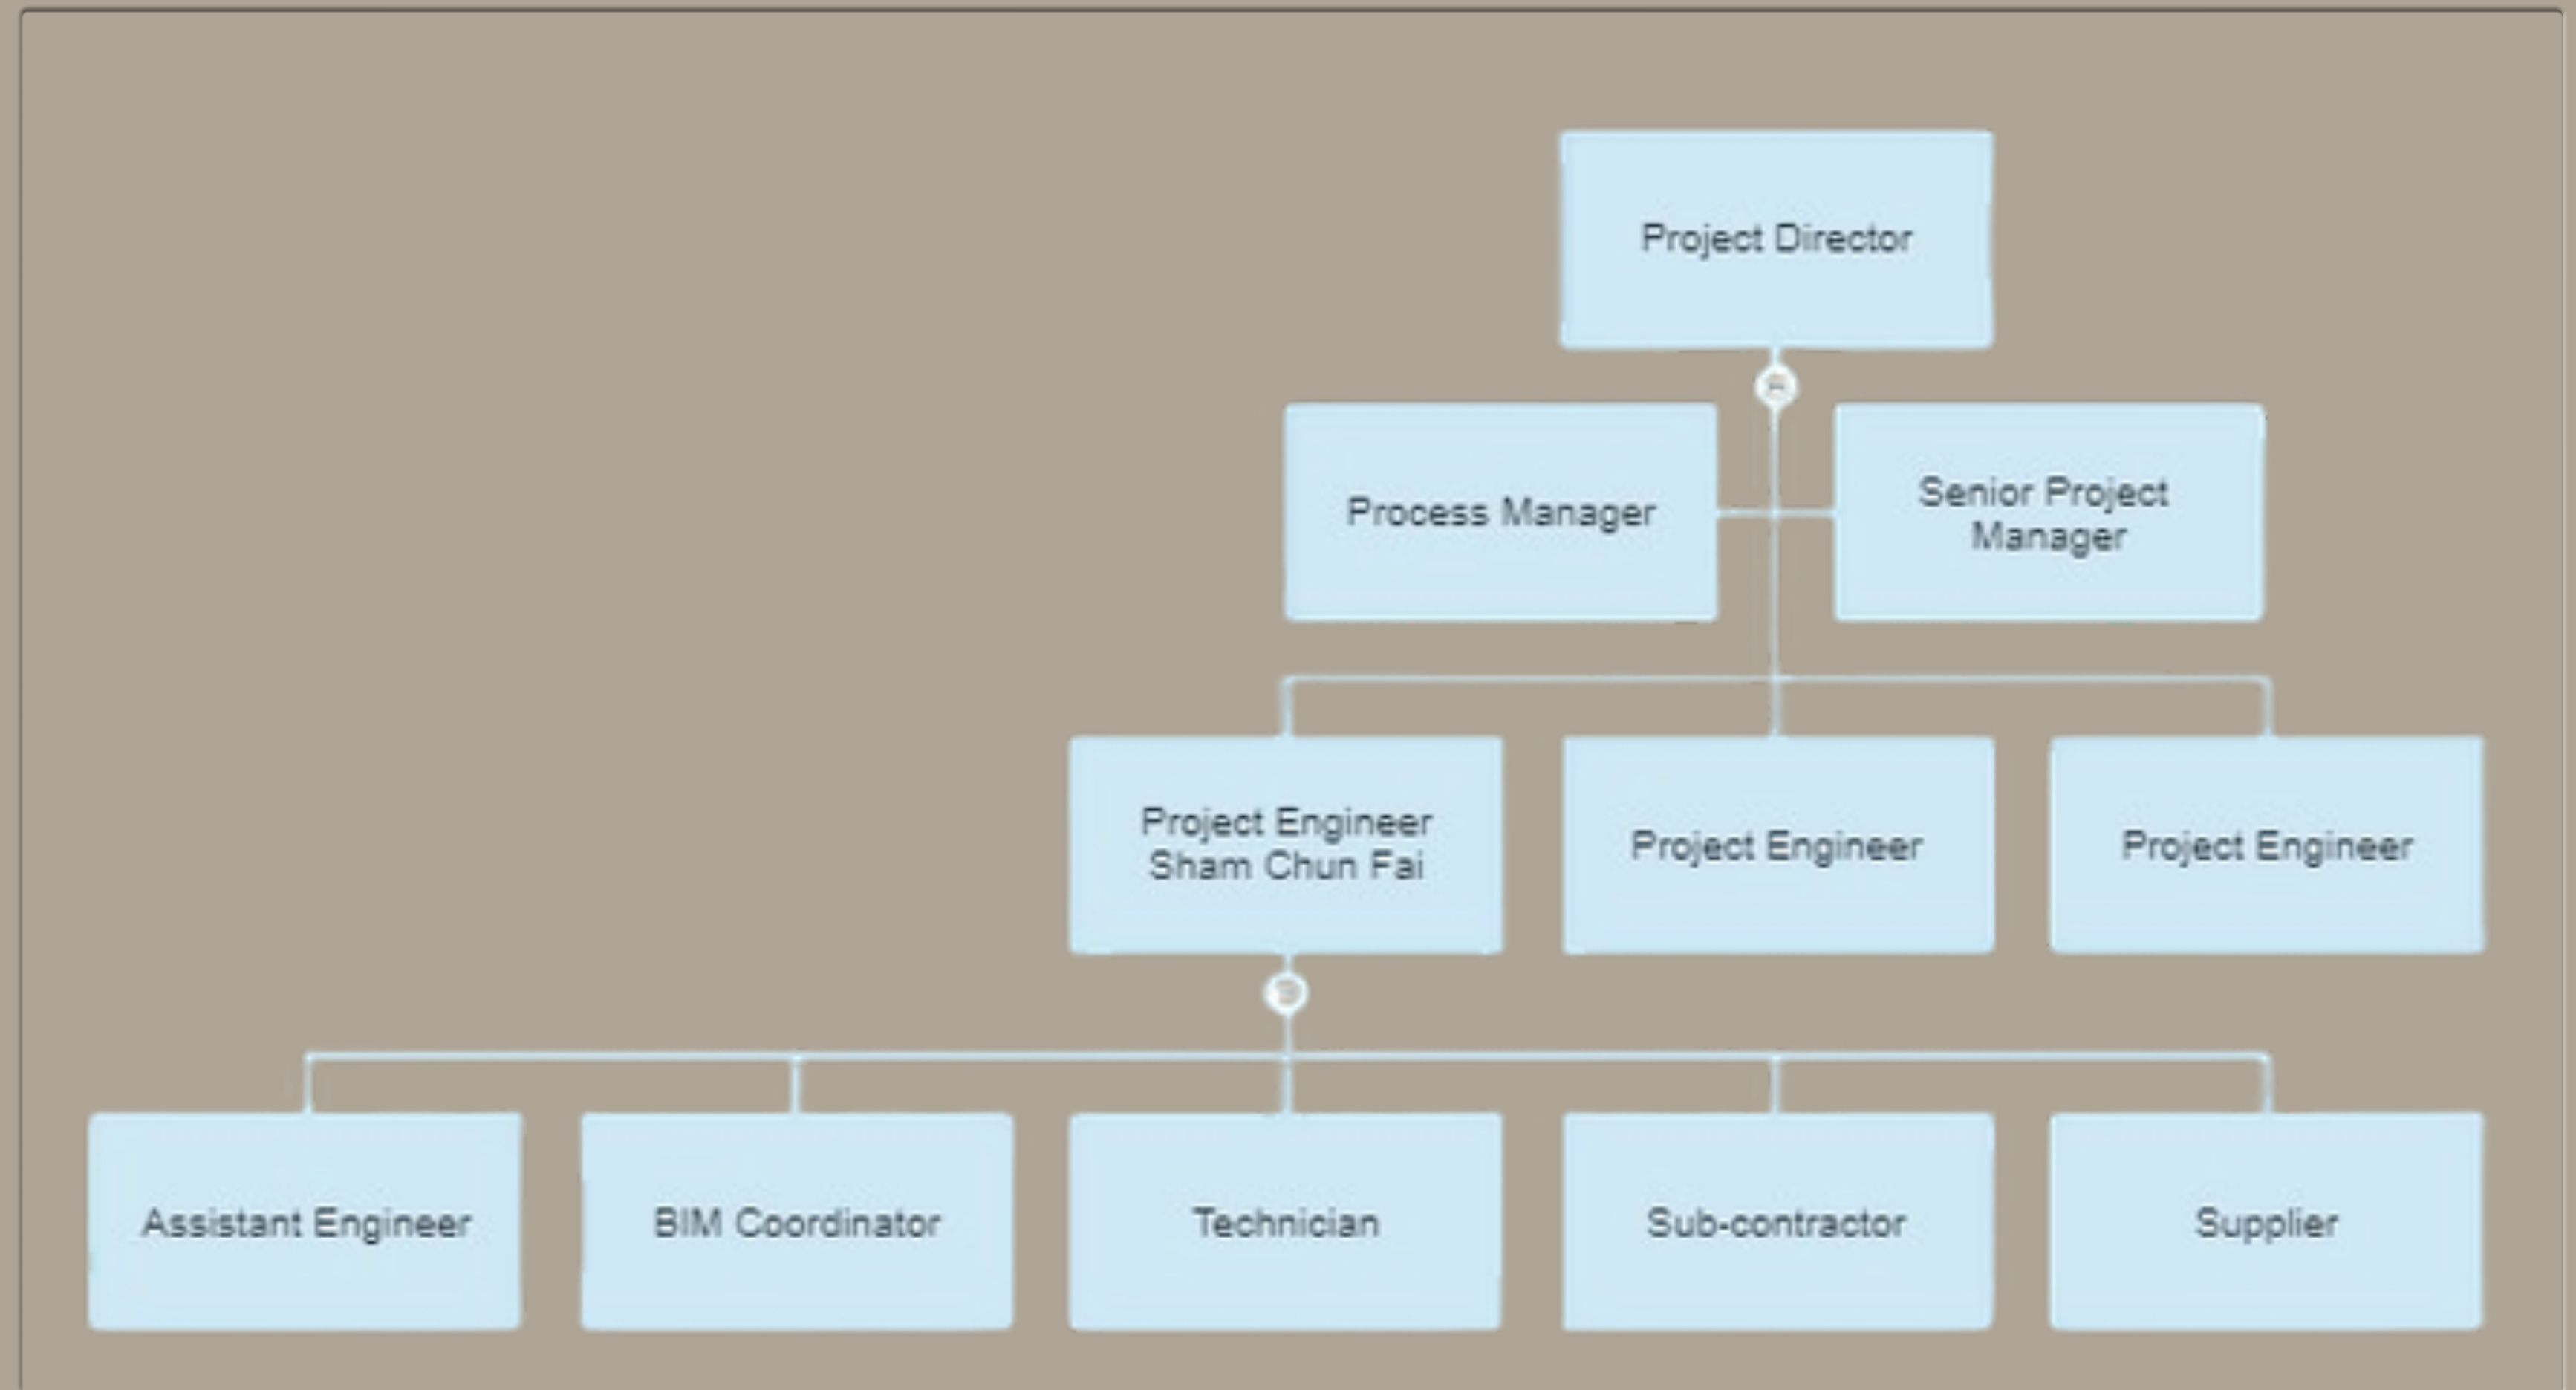 Project Director
Process Manager
Senior Project
Manager
Project Engineer
Sham Chun Fai
Project Engineer
Project Engineer
Assistant Engineer
BIM Coordinator
Technician
Sub-contractor
Supplier